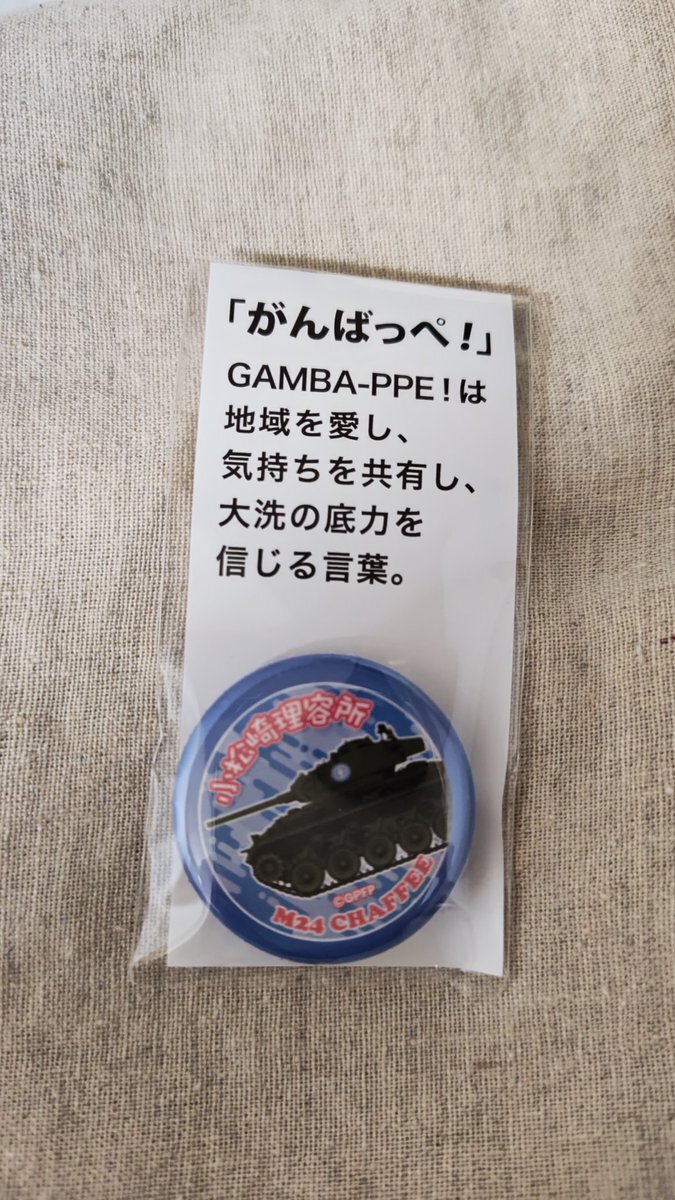 「がんばっぺ!」
GAMBA-PPE!は
地域を愛し、
気持ちを共有し、
大洗の底力を
信じる言葉。
小松崎理容所
©GPFP
M24 CHAFFEE